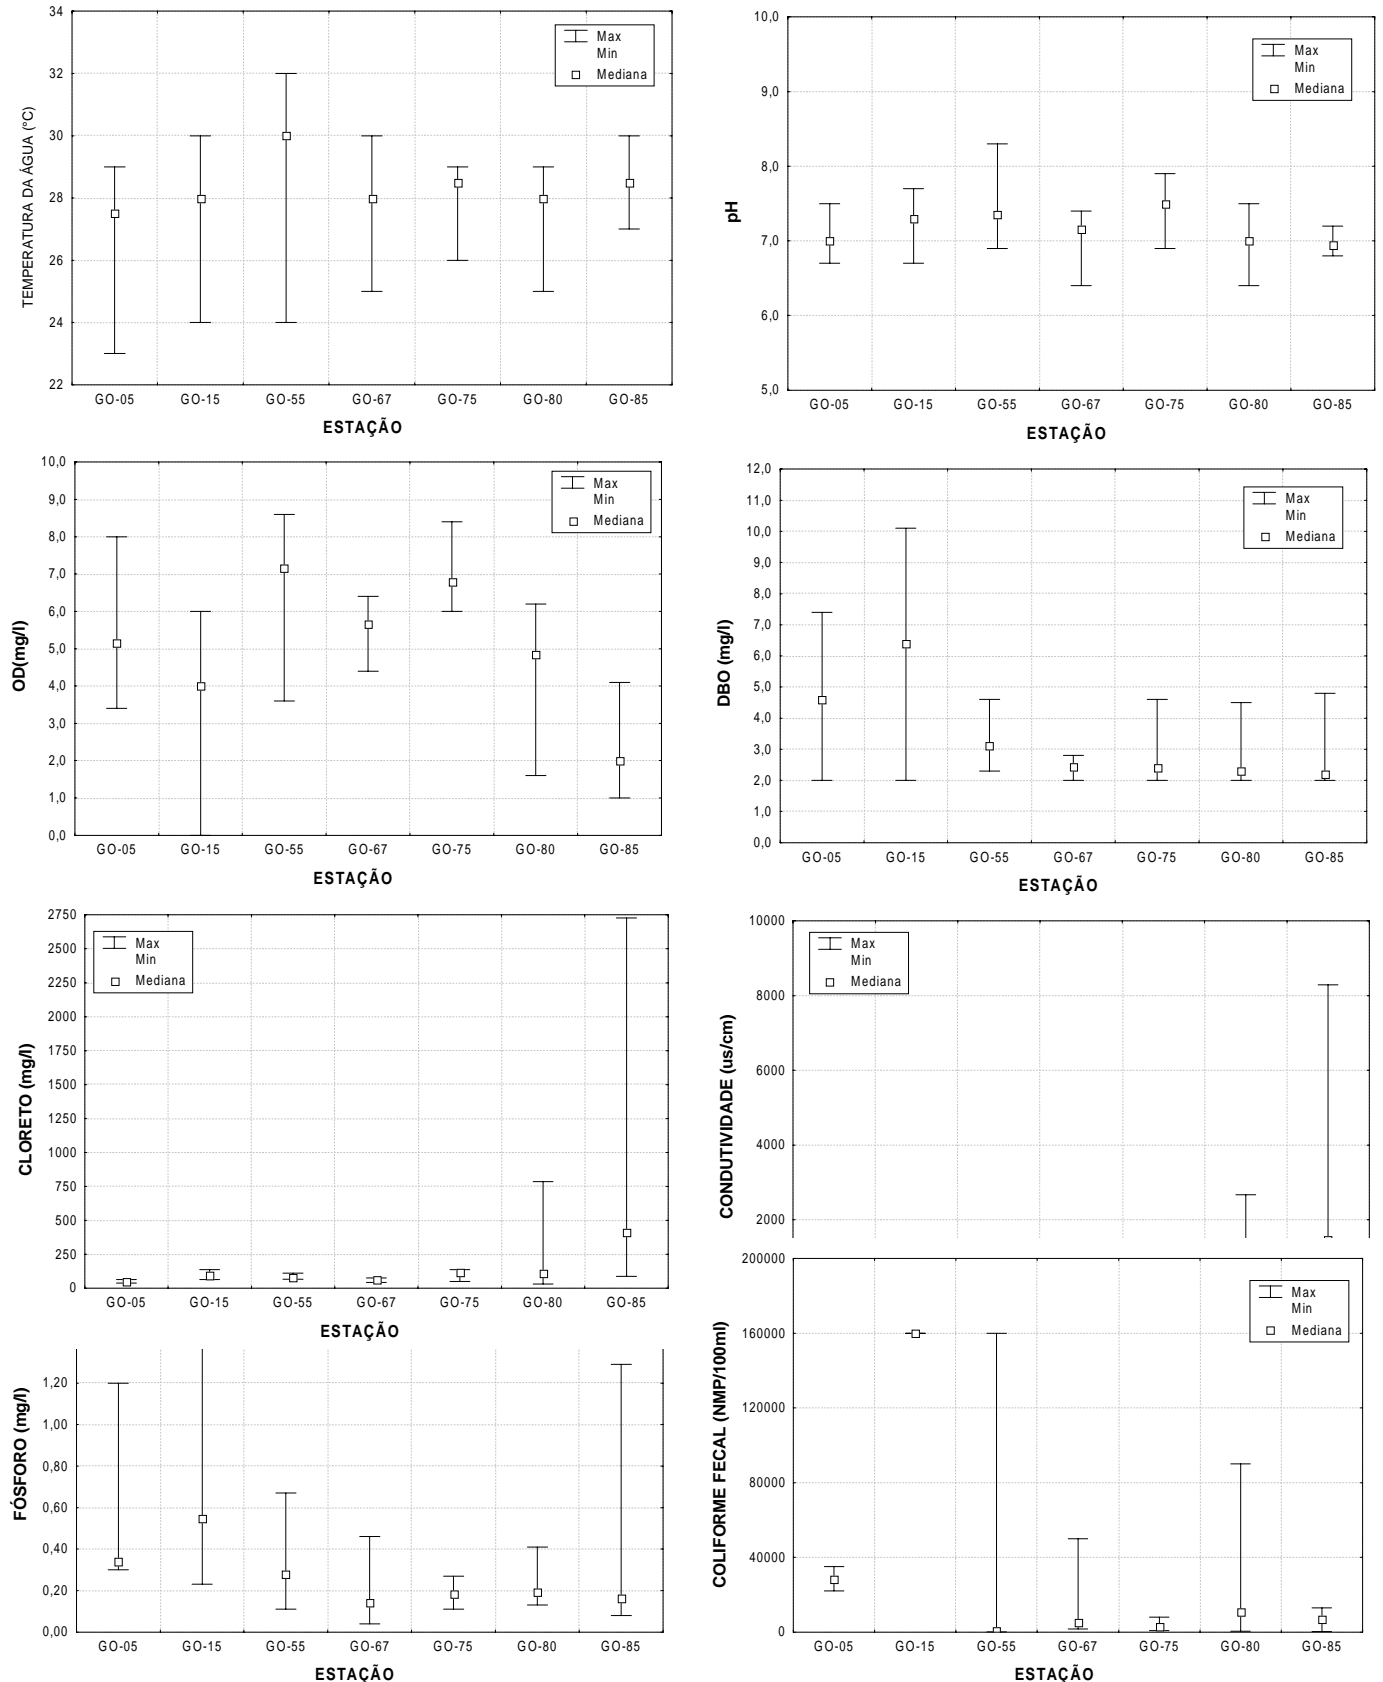 34
32
30
28
26
24
22
TEMPERATURA DA ÁGUA (°C)
Max
Min
Mediana
GO-05 GO-15 GO-55 GO-67 GO-75 GO-80 GO-85
ESTAÇÃO
10,0
9,0
8,0
7,0
6,0
5,0
pH
Max
Min
Mediana
GO-05 GO-15 GO-55 GO-67 GO-75 GO-80 GO-85
ESTAÇÃO
10,0
9,0
8,0
7,0
6,0
5,0
4,0
3,0
2,0
1,0
0,0
OD(mg/l)
Max
Min
Mediana
GO-05 GO-15 GO-55 GO-67 GO-75 GO-80 GO-85
ESTAÇÃO
12,0
11,0
10,0
9,0
8,0
7,0
6,0
5,0
4,0
3,0
2,0
1,0
0,0
DBO (mg/l)
Max
Min
Mediana
GO-05 GO-15 GO-55 GO-67 GO-75 GO-80 GO-85
ESTAÇÃO
2750
2500
2250
2000
1750
1500
1250
1000
750
500
250
0
CLORETO (mg/l)
Max
Min
Mediana
GO-05 GO-15 GO-55 GO-67 GO-75 GO-80 GO-85
ESTAÇÃO
10000
8000
6000
4000
2000
CONDUTIVIDADE (us/cm)
Max
Min
Mediana
1,20
1,00
0,80
0,60
0,40
0,20
0,00
FÓSFORO (mg/l)
GO-05 GO-15 GO-55 GO-67 GO-75 GO-80 GO-85
ESTAÇÃO
200000
160000
120000
80000
40000
0
COLIFORME FECAL (NMP/100ml)
Max
Min
Mediana
GO-05 GO-15 GO-55 GO-67 GO-75 GO-80 GO-85
ESTAÇÃO